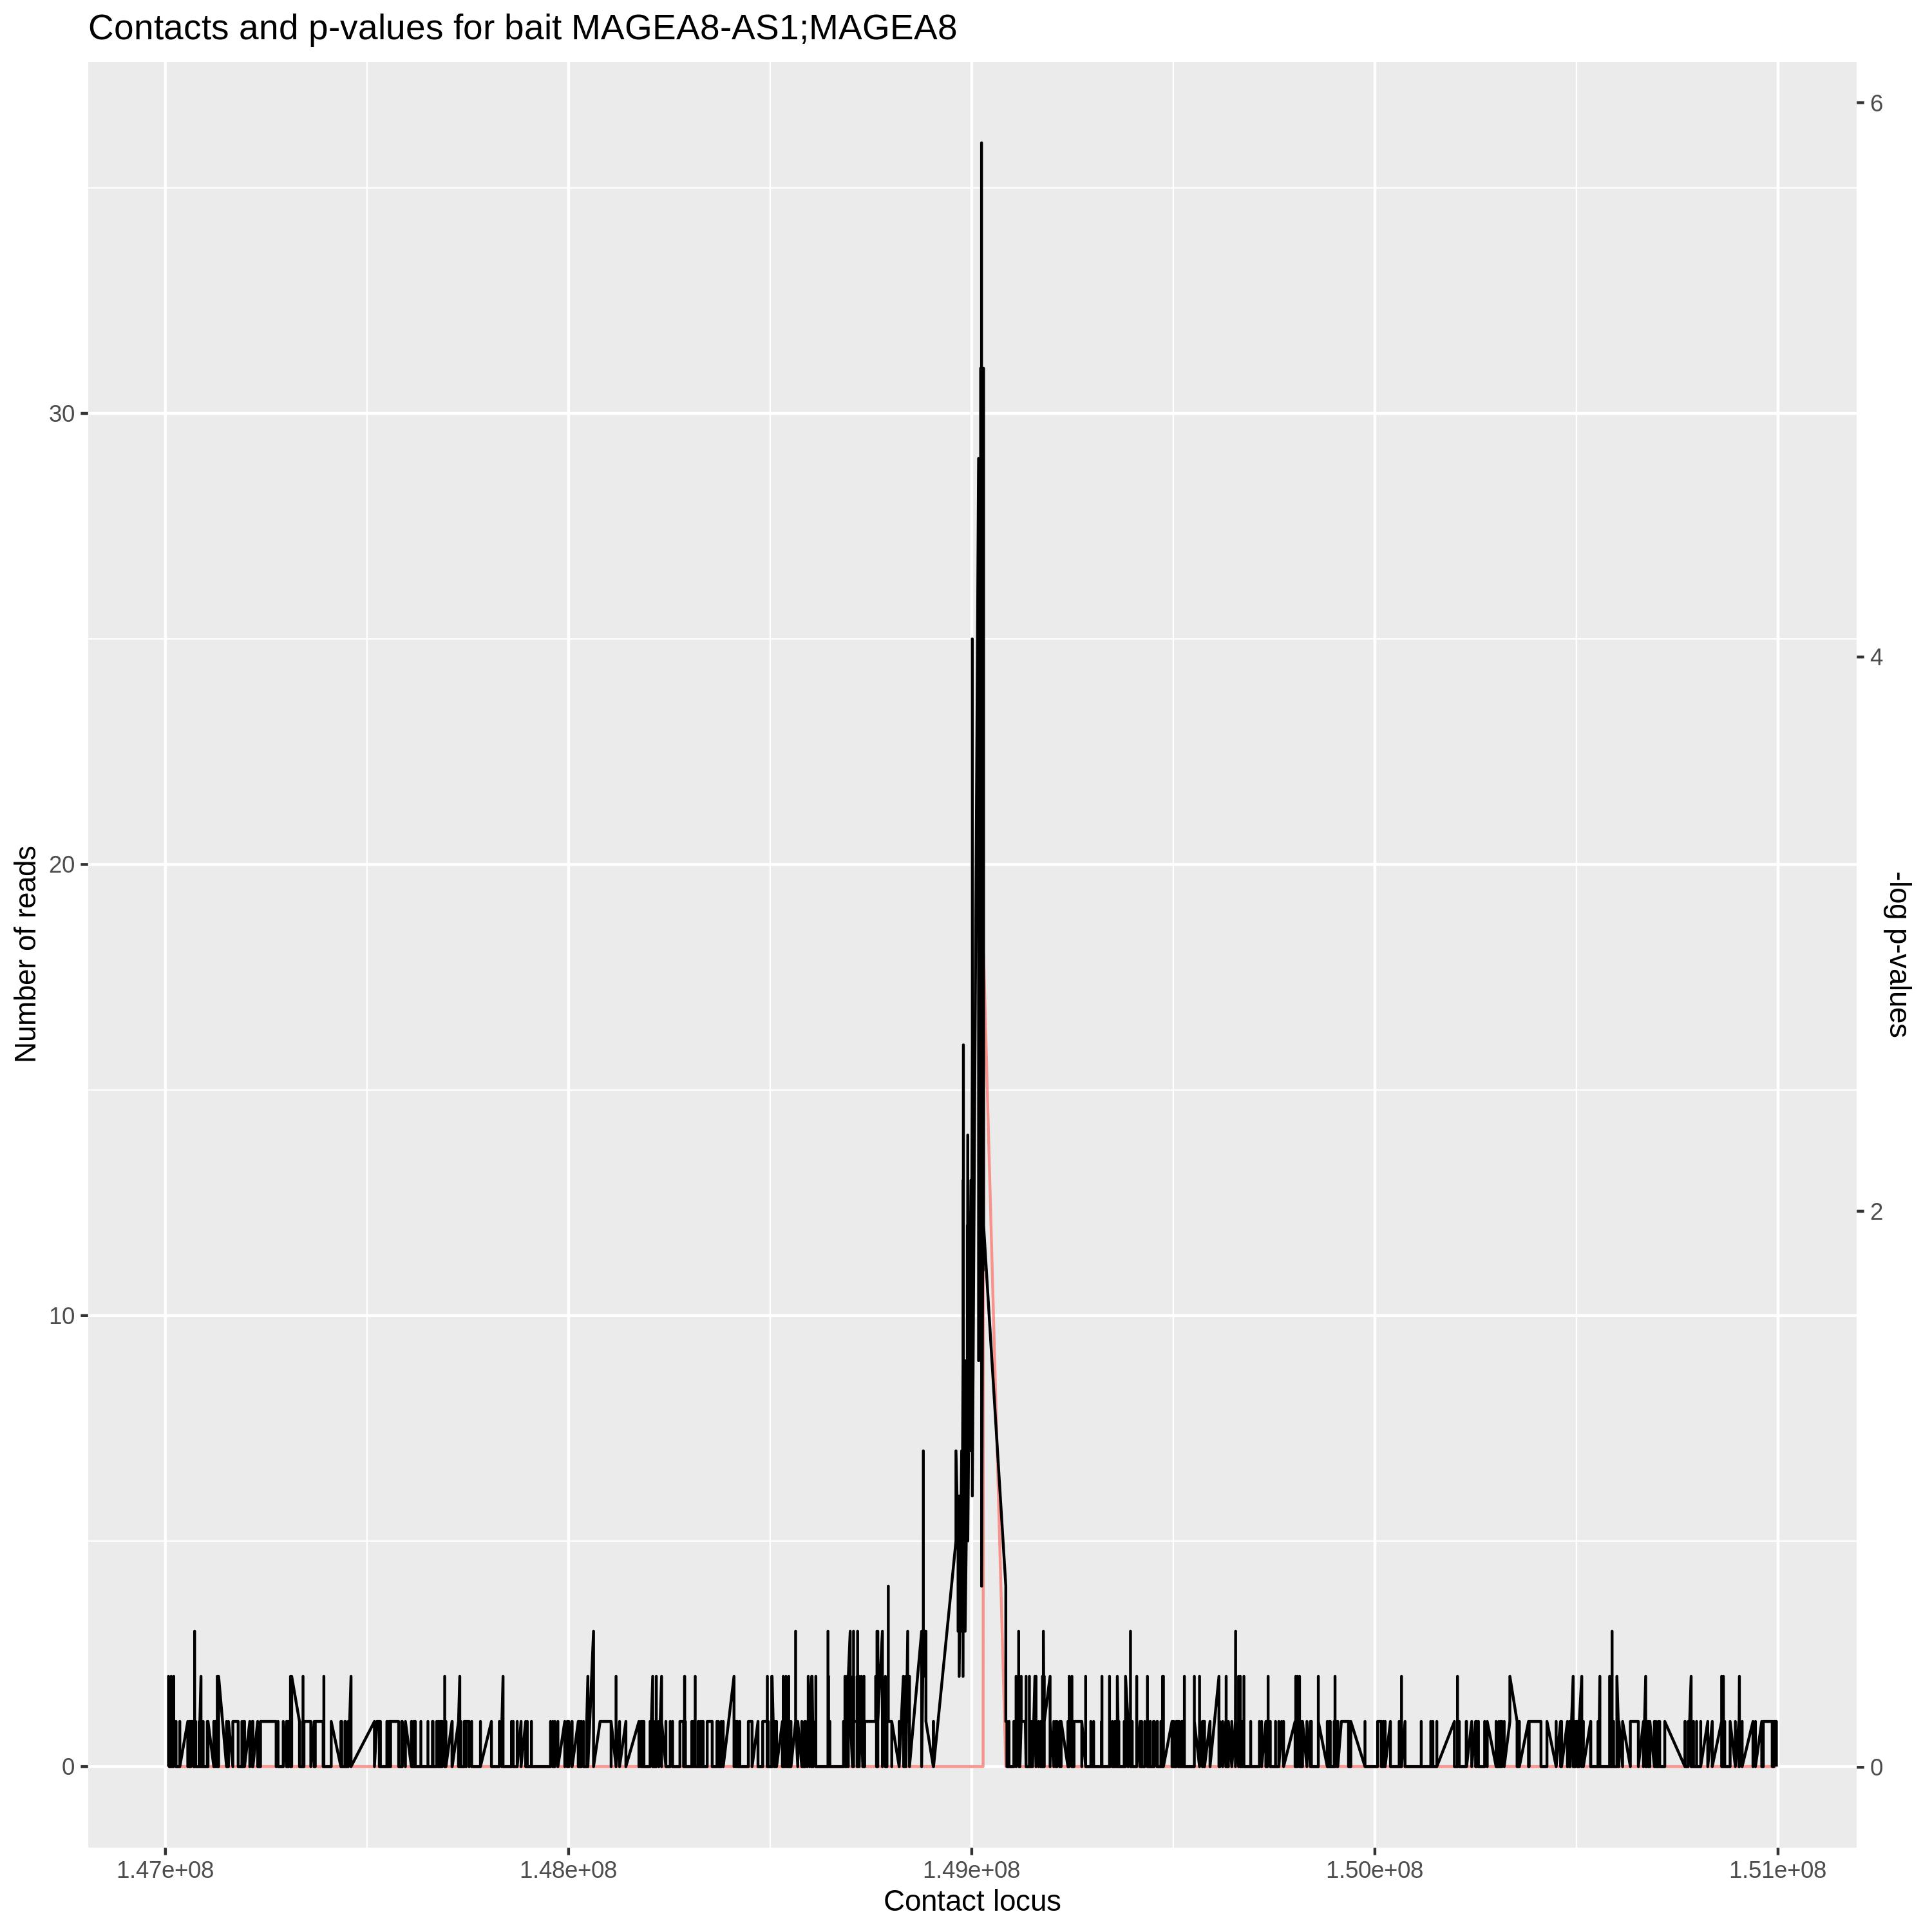 Contacts and p-values for bait MAGEA8-AS1;MAGEA8
6
30
4
20
Number of reads
-log p-values
2
10
0
0
1.47e+08
1.48e+08
1.49e+08
1.50e+08
1.51e+08
Contact locus